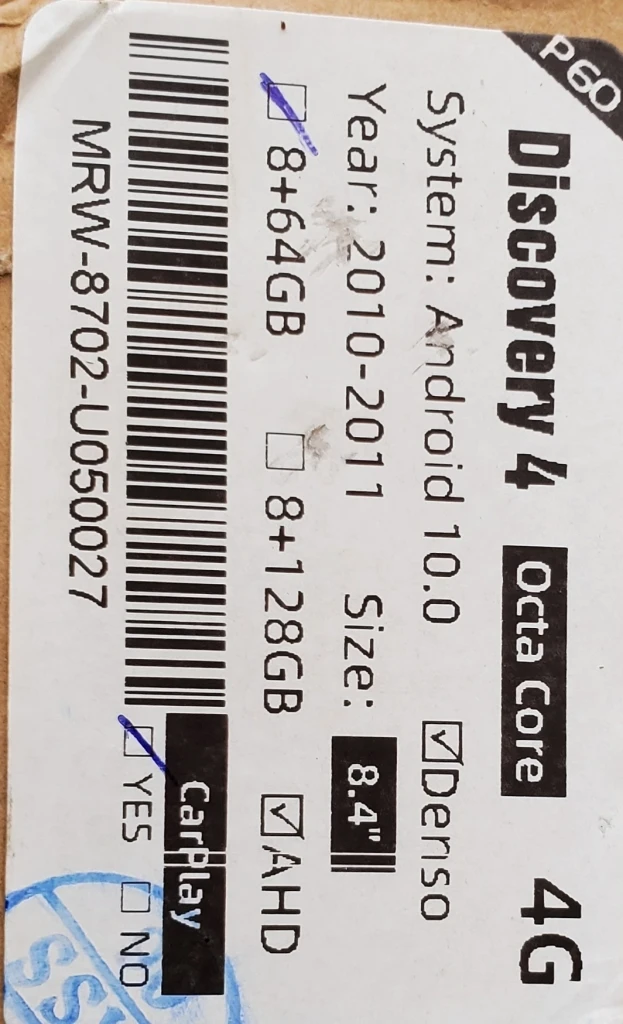 P60
Discovery 4 Octa Core 4G
System: Android 10.0 ☑Denso
Year: 2010-2011 Size: 8.4"
☑ 8+64GB ☐ 8+128GB ☑AHD
CarPlay
☑ YES ☐ NO
MRW-8702-U050027